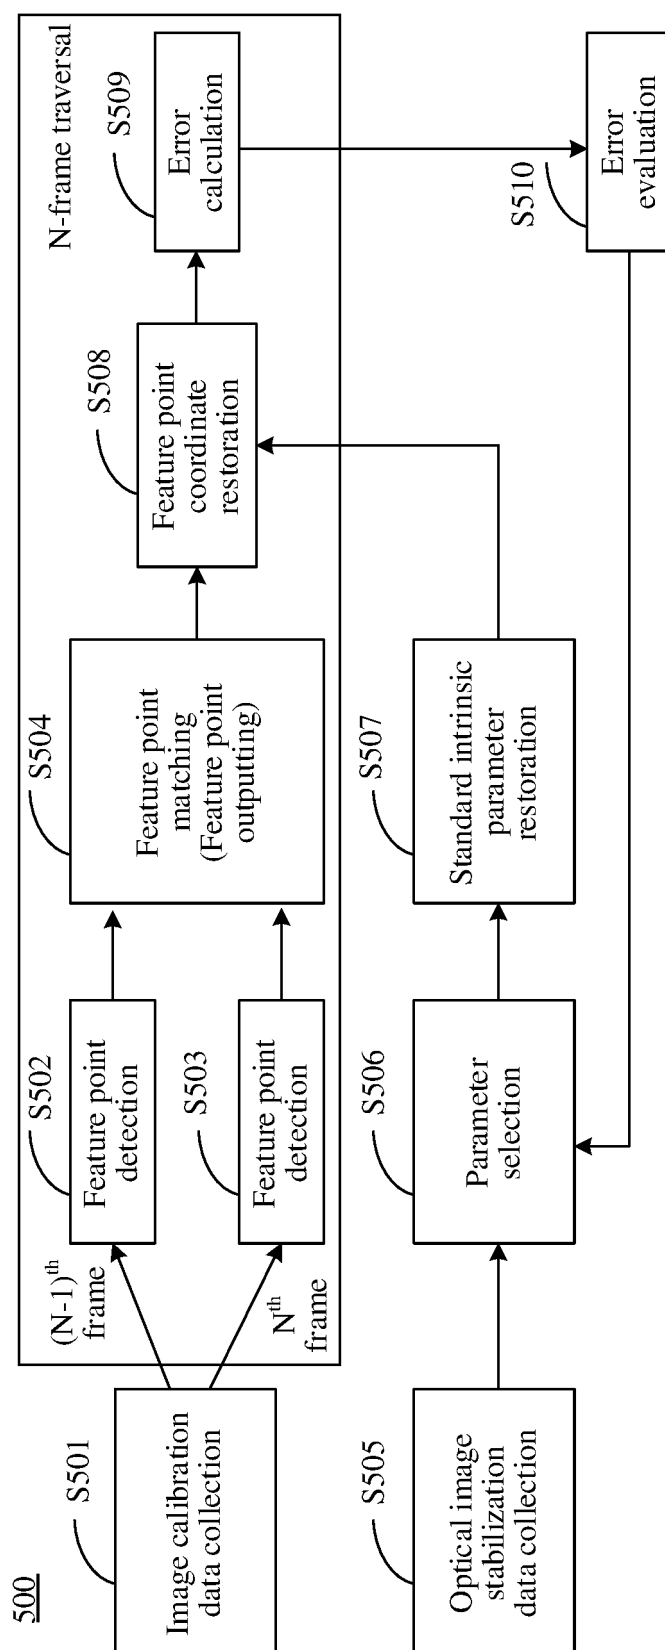 500
S501
Image calibration
data collection
(N-1)th
frame
Nth
frame
S502
Feature point
detection
S503
Feature point
detection
S504
Feature point
matching
(Feature point
outputting)
S508
Feature point
coordinate
restoration
N-frame traversal
S509
Error
calculation
S505
Optical image
stabilization
data collection
S506
Parameter
selection
S507
Standard intrinsic
parameter
restoration
S510
Error
evaluation